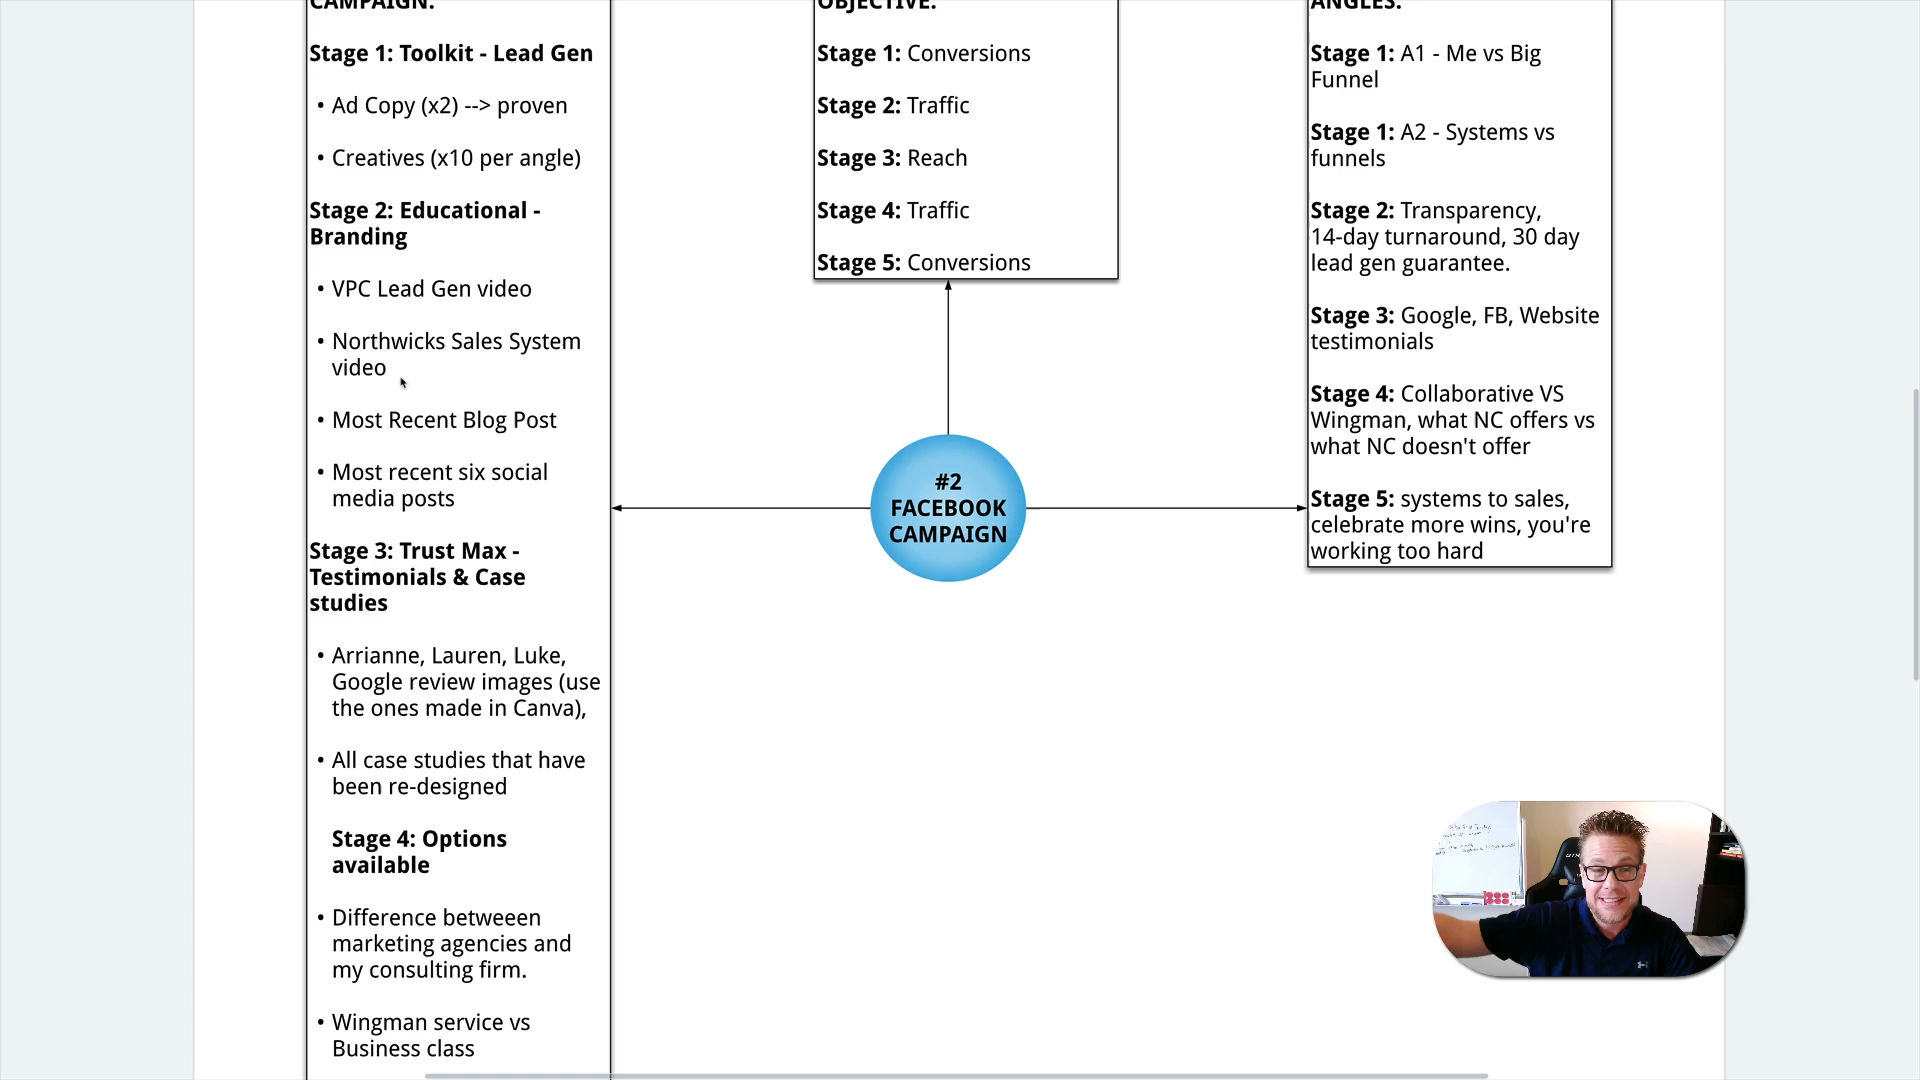 CAMPAIGN:
Stage 1: Toolkit - Lead Gen
• Ad Copy (x2) --> proven
• Creatives (x10 per angle)
Stage 2: Educational -
Branding
• VPC Lead Gen video
• Northwicks Sales System
video
• Most Recent Blog Post
• Most recent six social
media posts
Stage 3: Trust Max -
Testimonials & Case
studies
• Arrianne, Lauren, Luke,
Google review images (use
the ones made in Canva),
• All case studies that have
been re-designed
Stage 4: Options
available
• Difference betweeen
marketing agencies and
my consulting firm.
• Wingman service vs
Business class
OBJECTIVE:
Stage 1: Conversions
Stage 2: Traffic
Stage 3: Reach
Stage 4: Traffic
Stage 5: Conversions
#2
FACEBOOK
CAMPAIGN
ANGLES:
Stage 1: A1 - Me vs Big
Funnel
Stage 1: A2 - Systems vs
funnels
Stage 2: Transparency,
14-day turnaround, 30 day
lead gen guarantee.
Stage 3: Google, FB, Website
testimonials
Stage 4: Collaborative VS
Wingman, what NC offers vs
what NC doesn't offer
Stage 5: systems to sales,
celebrate more wins, you're
working too hard